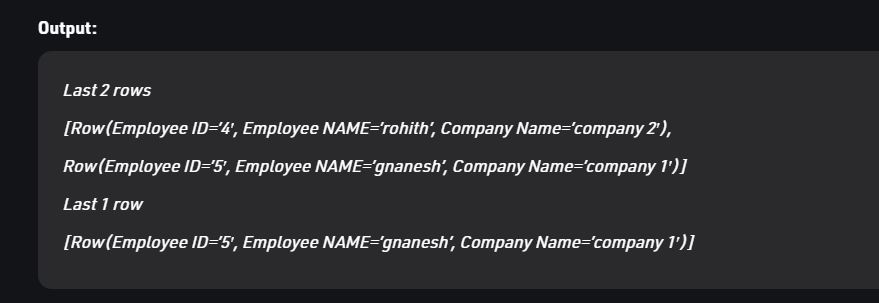 Output:
Last 2 rows
[Row(Employee ID=’4′, Employee NAME=’rohith’, Company Name=’company 2′),
Row(Employee ID=’5′, Employee NAME=’gnanesh’, Company Name=’company 1′)]
Last 1 row
[Row(Employee ID=’5′, Employee NAME=’gnanesh’, Company Name=’company 1′)]